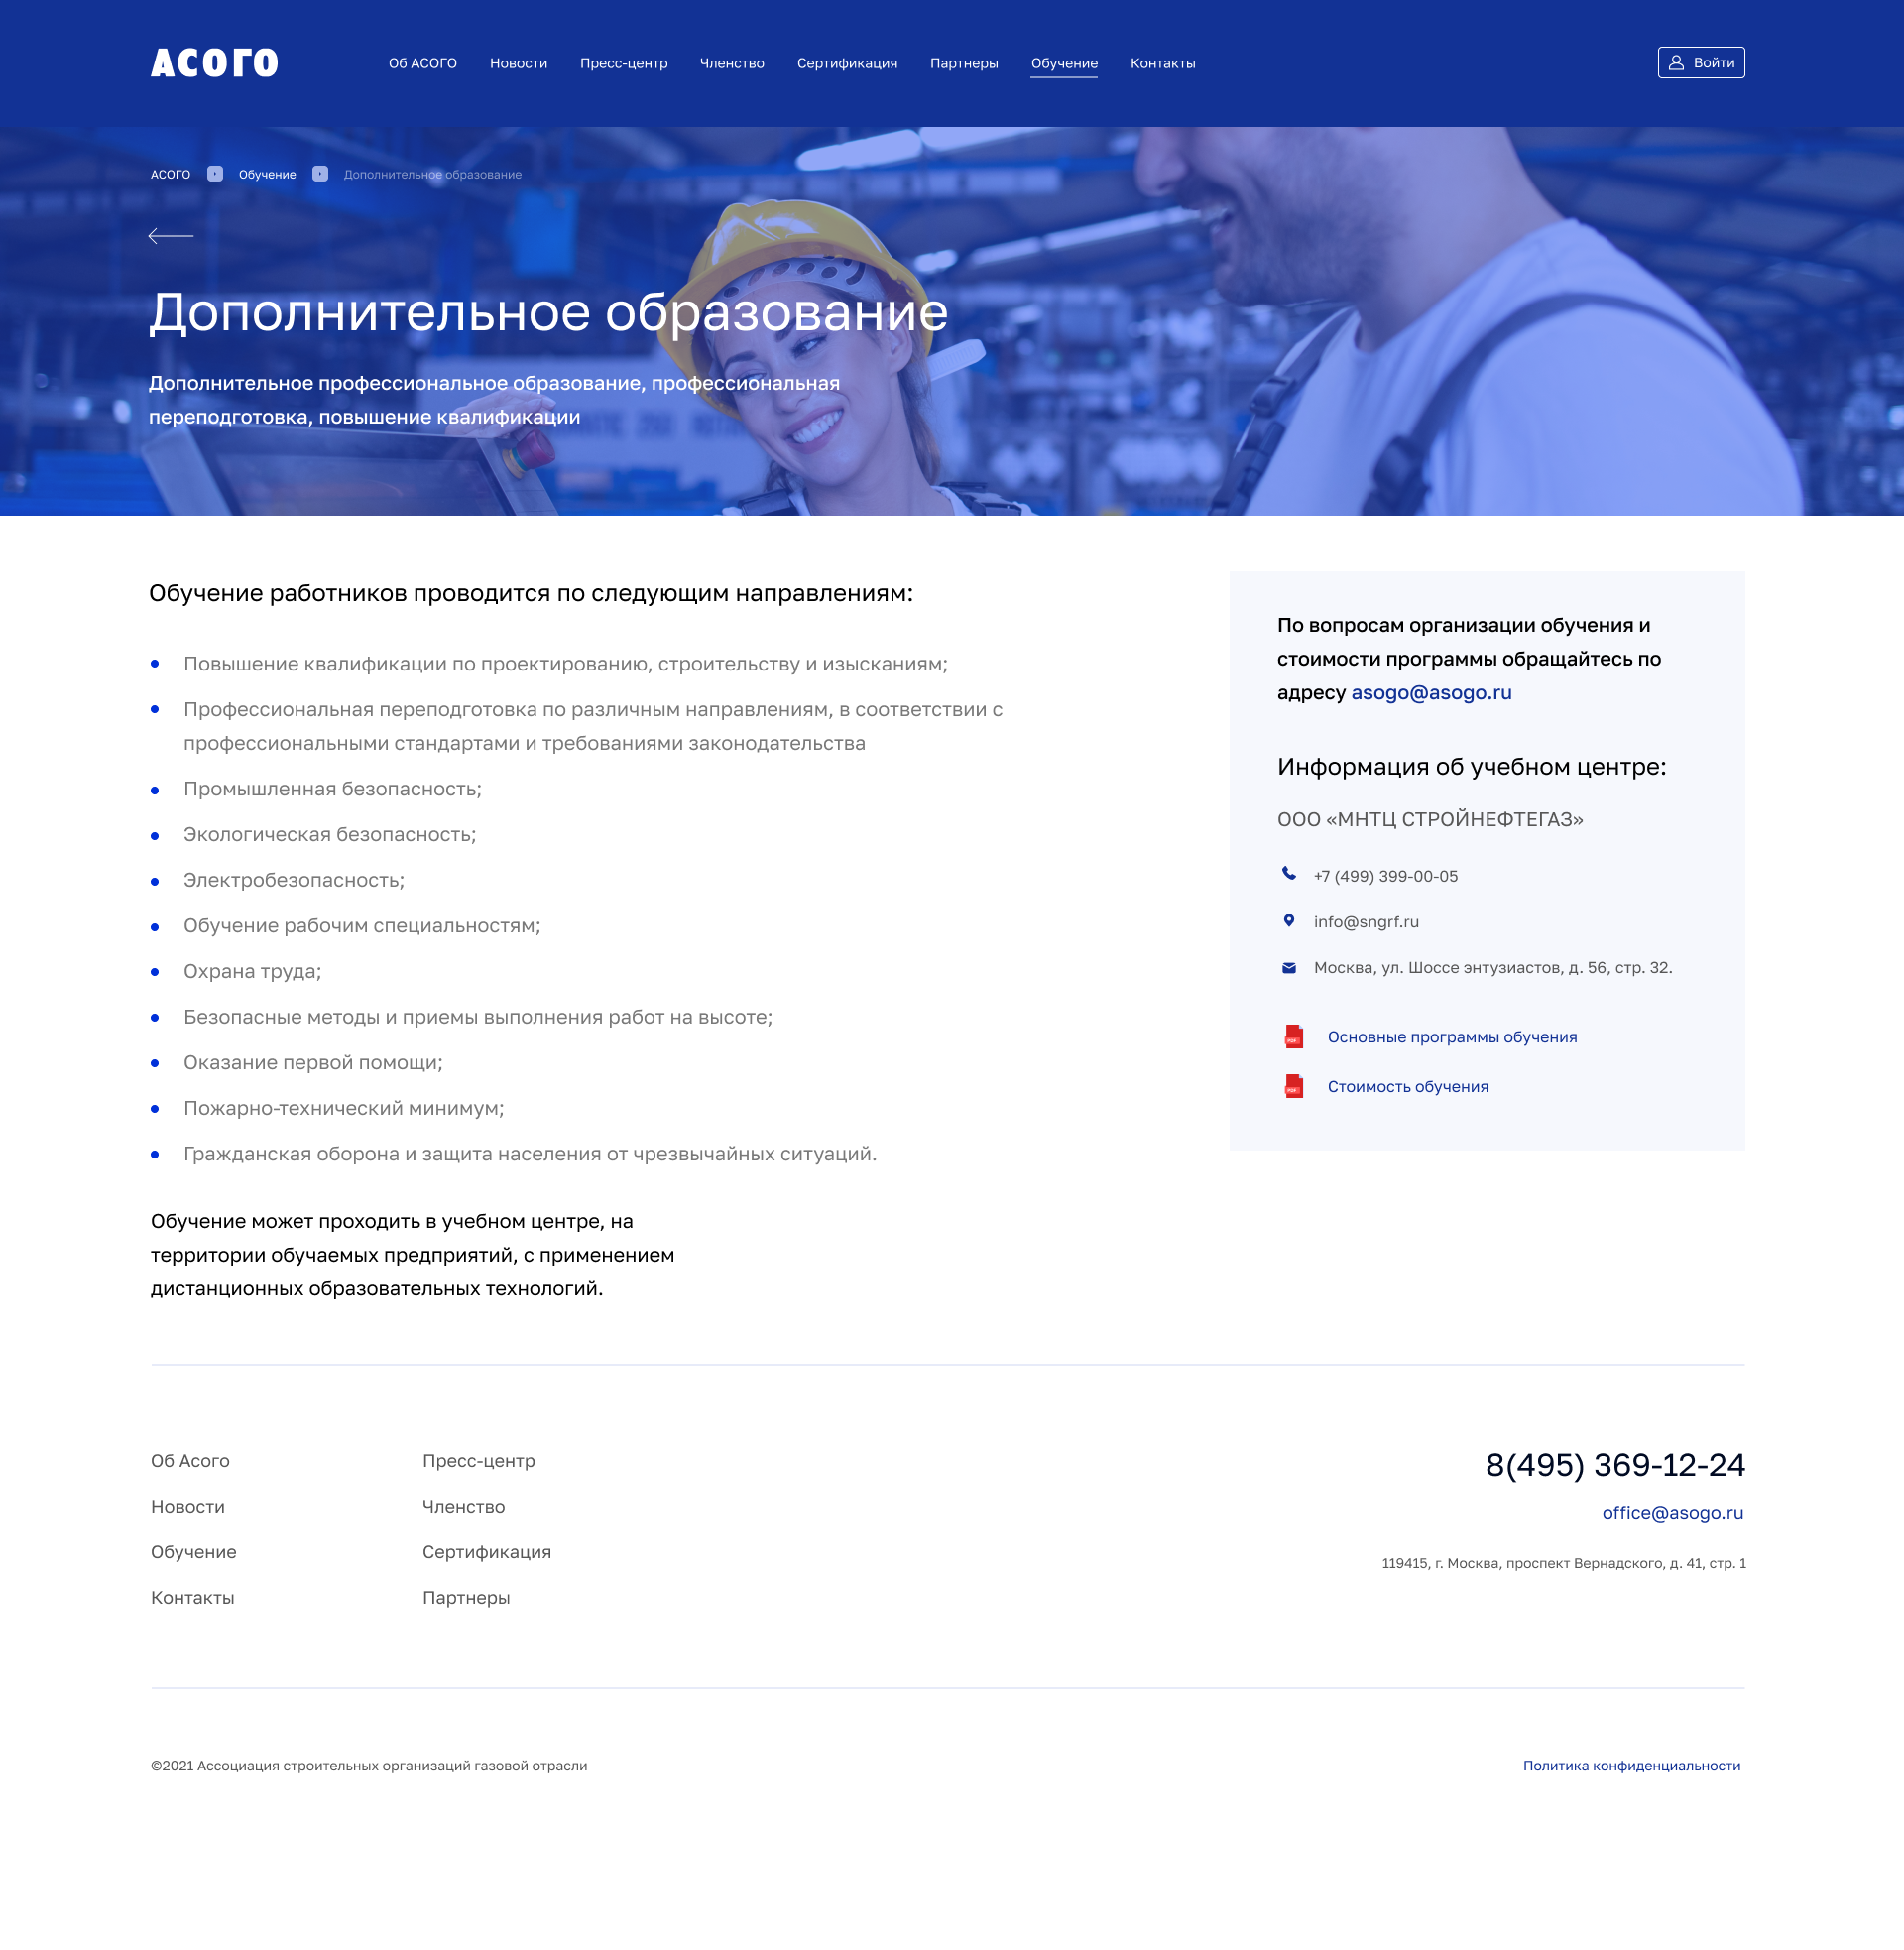 АСОГО
Об АСОГО Новости Пресс-центр Членство Сертификация Партнеры Обучение Контакты
Войти
АСОГО Обучение Дополнительное образование
Дополнительное образование
Дополнительное профессиональное образование, профессиональная
переподготовка, повышение квалификации
Обучение работников проводится по следующим направлениям:
Повышение квалификации по проектированию, строительству и изысканиям;
Профессиональная переподготовка по различным направлениям, в соответствии с
профессиональными стандартами и требованиями законодательства
Промышленная безопасность;
Экологическая безопасность;
Электробезопасность;
Обучение рабочим специальностям;
Охрана труда;
Безопасные методы и приемы выполнения работ на высоте;
Оказание первой помощи;
Пожарно-технический минимум;
Гражданская оборона и защита населения от чрезвычайных ситуаций.
Обучение может проходить в учебном центре, на
территории обучаемых предприятий, с применением
дистанционных образовательных технологий.
По вопросам организации обучения и
стоимости программы обращайтесь по
адресу asogo@asogo.ru
Информация об учебном центре:
ООО «МНТЦ СТРОЙНЕФТЕГАЗ»
+7 (499) 399-00-05
info@sngrf.ru
Москва, ул. Шоссе энтузиастов, д. 56, стр. 32.
PDF Основные программы обучения
PDF Стоимость обучения
Об Асого
Новости
Обучение
Контакты
Пресс-центр
Членство
Сертификация
Партнеры
8(495) 369-12-24
office@asogo.ru
119415, г. Москва, проспект Вернадского, д. 41, стр. 1
©2021 Ассоциация строительных организаций газовой отрасли
Политика конфиденциальности